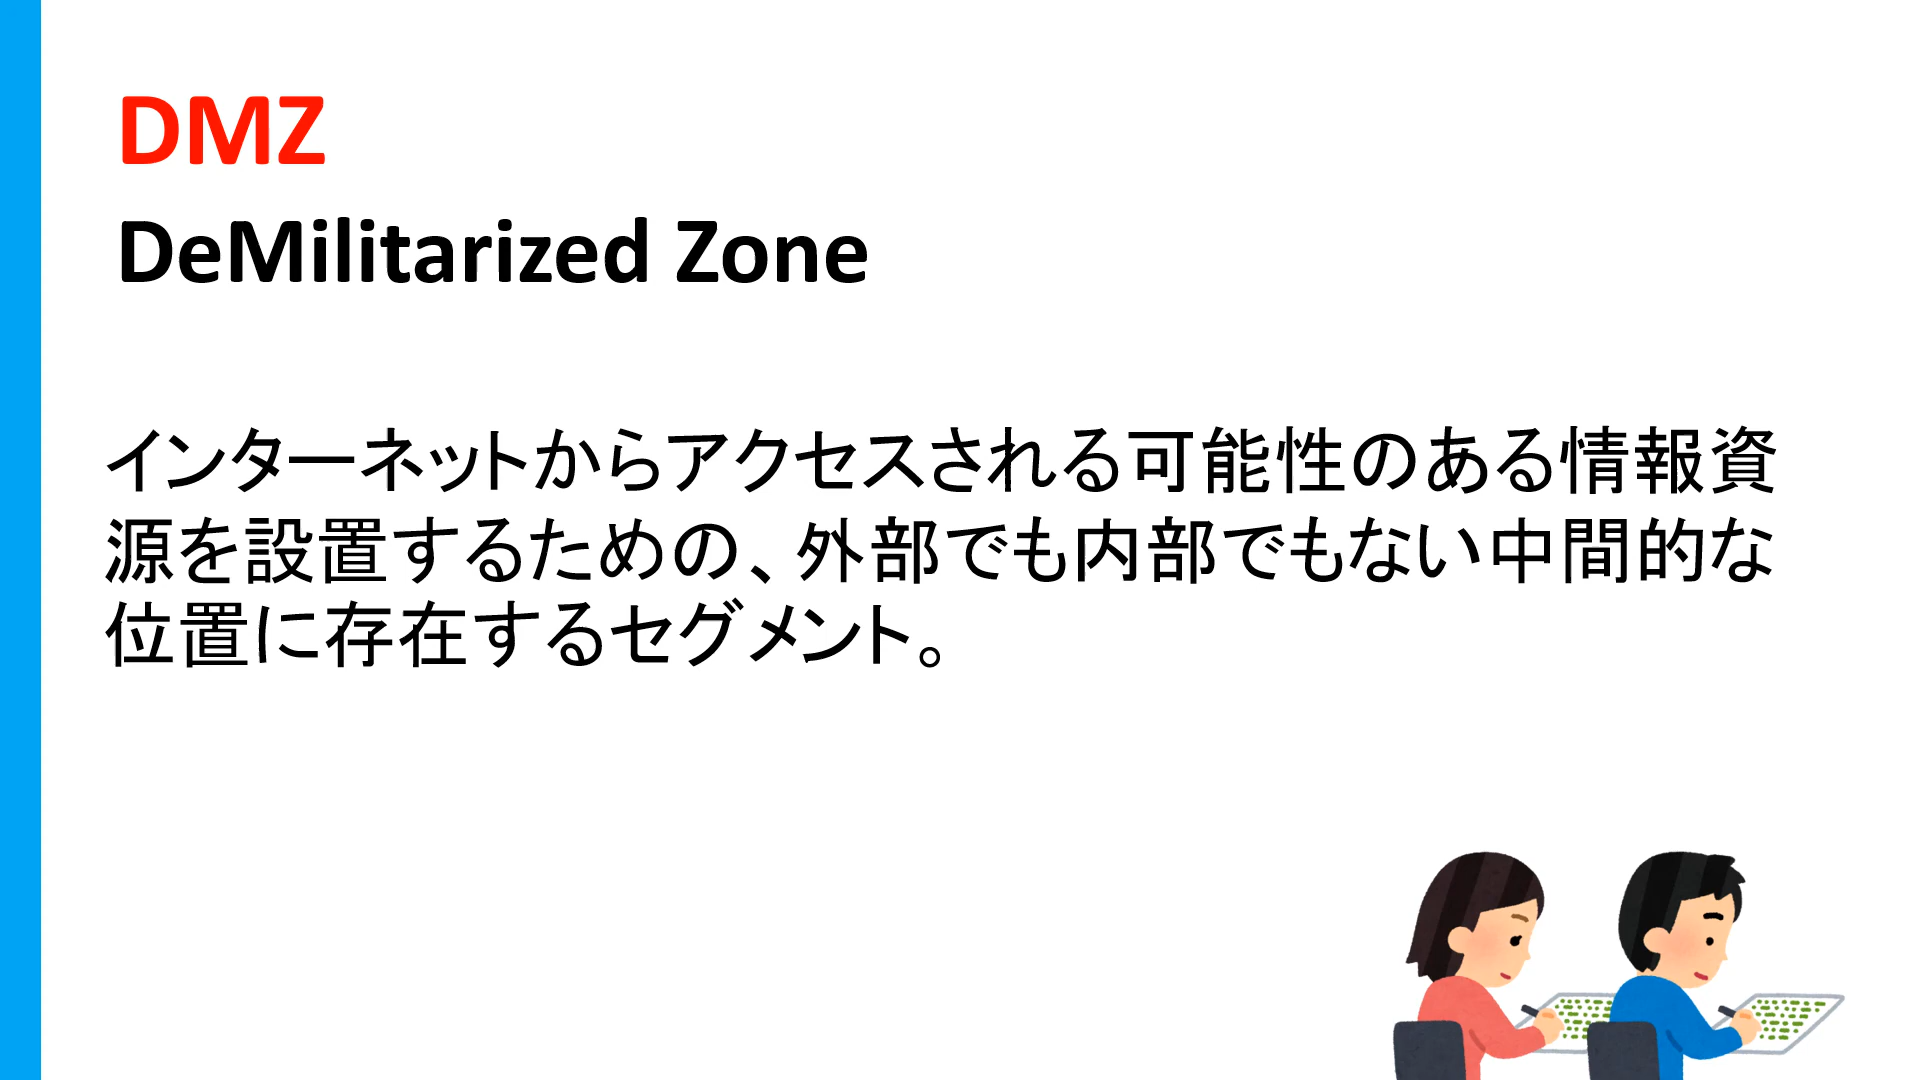 DMZ
DeMilitarized Zone
インターネットからアクセスされる可能性のある情報資
源を設置するための、外部でも内部でもない中間的な
位置に存在するセグメント。